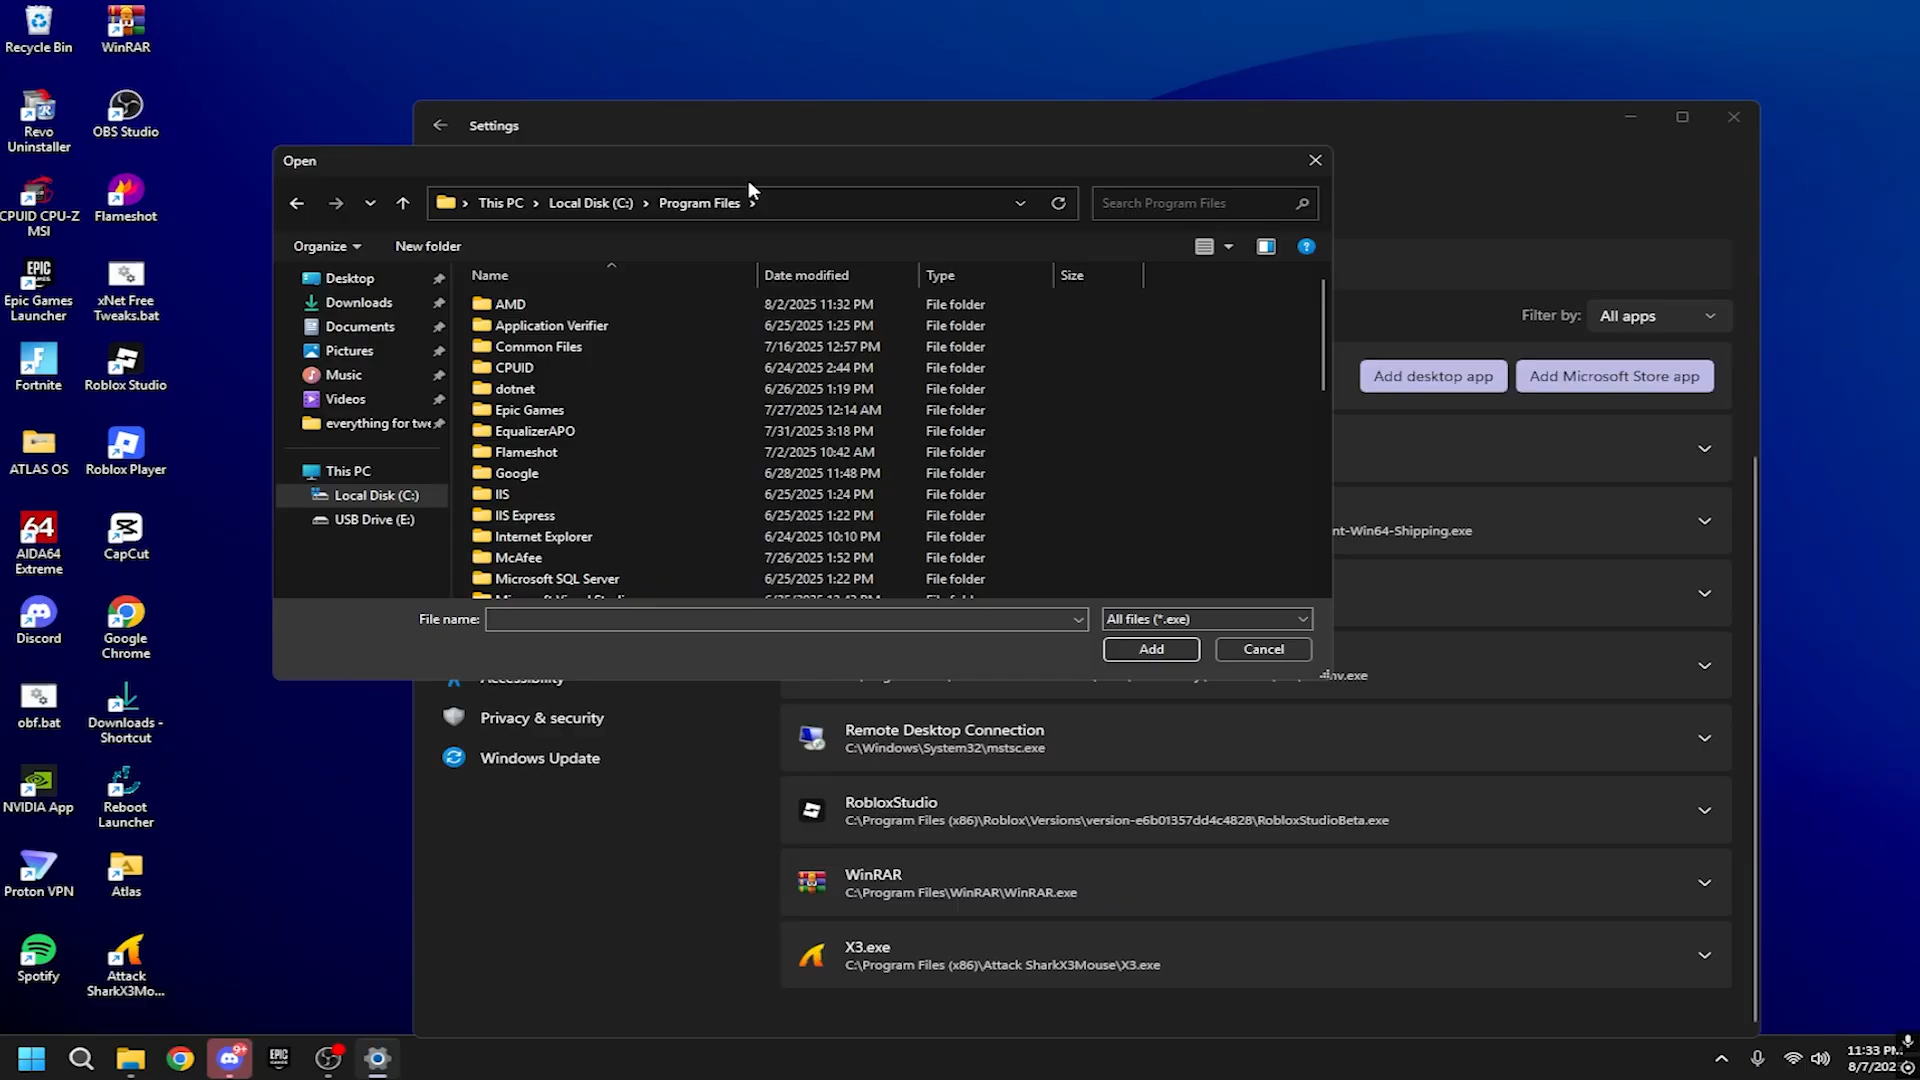 Recycle Bin
WinRAR
Revo
Uninstaller
OBS Studio
CPUID CPU-Z
MSI
Flameshot
EPIC
GAMES
Epic Games
Launcher
xNet Free
Tweaks.bat
Fortnite
Roblox Studio
ATLAS OS
Roblox Player
64
AIDA64
Extreme
CapCut
Discord
Google
Chrome
obf.bat
Downloads -
Shortcut
NVIDIA App
Reboot
Launcher
Proton VPN
Atlas
Spotify
Attack
SharkX3Mo...
Settings
Open
This PC
Local Disk (C:)
Program Files
Search Program Files
Organize
New folder
Desktop
Downloads
Documents
Pictures
Music
Videos
everything for twe
This PC
Local Disk (C:)
USB Drive (E:)
Name Date modified Type Size
AMD 8/2/2025 11:32 PM File folder
Application Verifier 6/25/2025 1:25 PM File folder
Common Files 7/16/2025 12:57 PM File folder
CPUID 6/24/2025 2:44 PM File folder
dotnet 6/26/2025 1:19 PM File folder
Epic Games 7/27/2025 12:14 AM File folder
EqualizerAPO 7/31/2025 3:18 PM File folder
Flameshot 7/2/2025 10:42 AM File folder
Google 6/28/2025 11:48 PM File folder
IIS 6/25/2025 1:24 PM File folder
IIS Express 6/25/2025 1:22 PM File folder
Internet Explorer 6/24/2025 10:10 PM File folder
McAfee 7/26/2025 1:52 PM File folder
Microsoft SQL Server 6/25/2025 1:22 PM File folder
File name:
All files (*.exe)
Add
Cancel
Filter by:
All apps
Add desktop app
Add Microsoft Store app
nt-Win64-Shipping.exe
Accessibility
Privacy & security
Windows Update
Remote Desktop Connection
C:\Windows\System32\mstsc.exe
RobloxStudio
C:\Program Files (x86)\Roblox\Versions\version-e6b01357dd4c4828\RobloxStudioBeta.exe
WinRAR
C:\Program Files\WinRAR\WinRAR.exe
X3.exe
C:\Program Files (x86)\Attack SharkX3Mouse\X3.exe
9+
EPIC
GAMES
11:33 PM
8/7/202